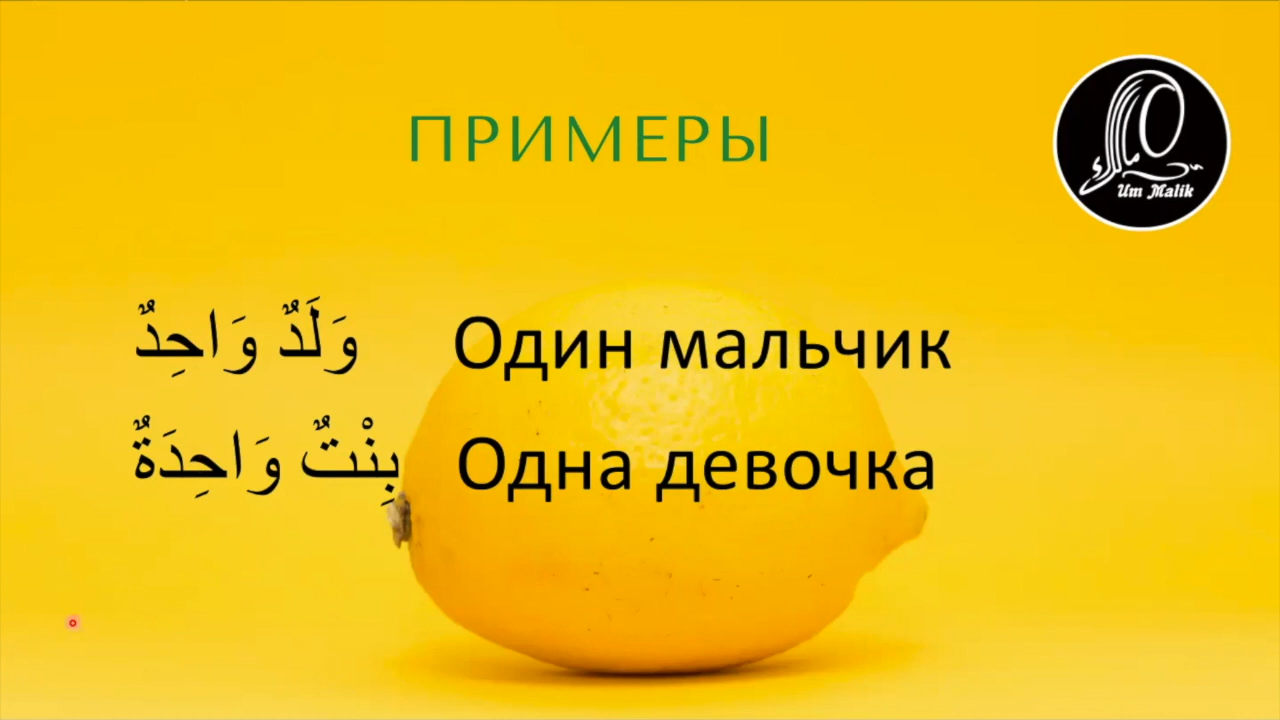 ПРИМЕРЫ
Um Malik
وَلَدٌ وَاحِدٌ Один мальчик
بِنْتٌ وَاحِدَةٌ Одна девочка